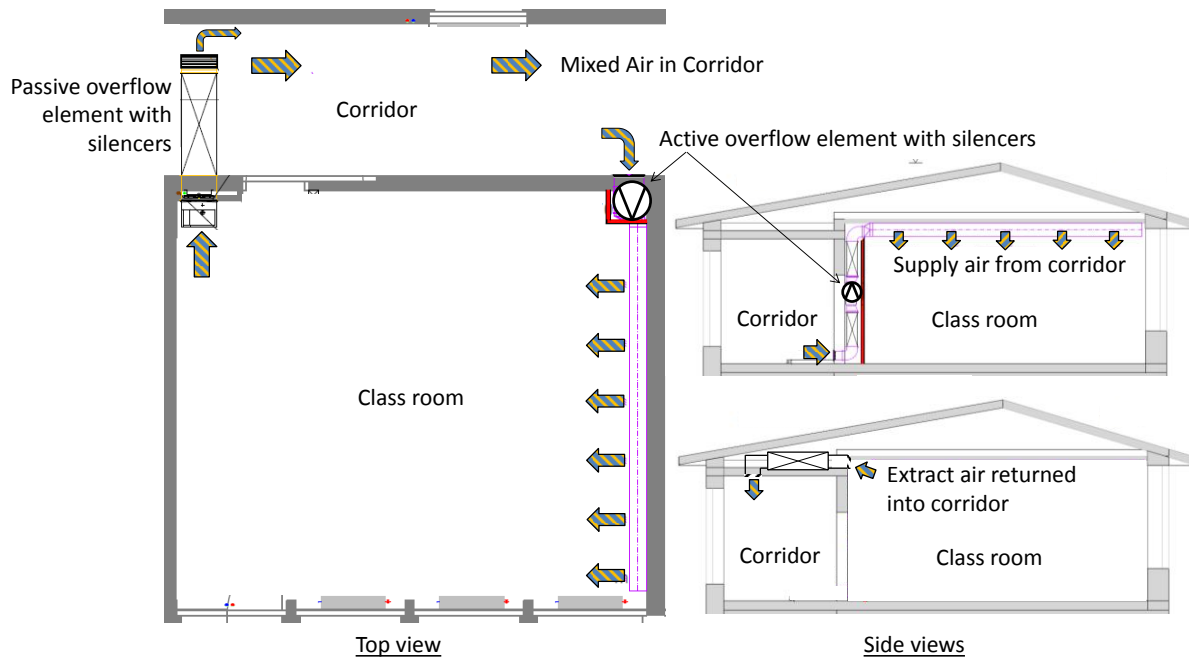 Passive overflow
element with
silencers
Mixed Air in Corridor
Corridor
Active overflow element with silencers
Class room
Top view
Supply air from corridor
Corridor
Class room
Extract air returned
into corridor
Corridor
Class room
Side views